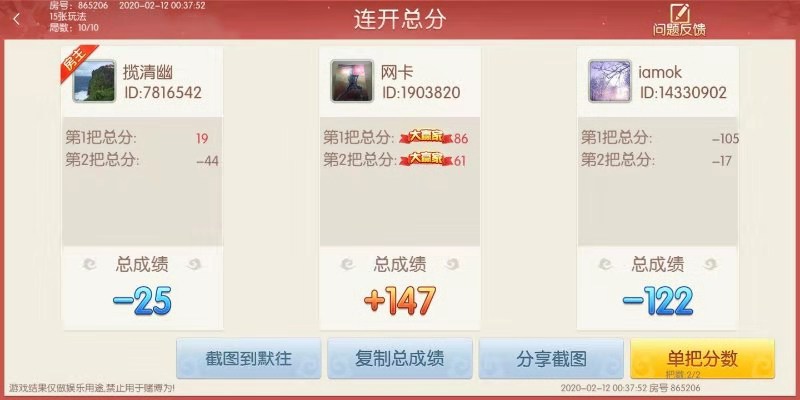 房号: 865206 2020-02-12 00:37:52
15张玩法
局数: 10/10
连开总分
问题反馈
房主
揽清幽
ID:7816542
第1把总分: 19
第2把总分: -44
总成绩
-25
网卡
ID:1903820
第1把总分: 大赢家 86
第2把总分: 大赢家 61
总成绩
+147
iamok
ID:14330902
第1把总分: -105
第2把总分: -17
总成绩
-122
截图到默往
复制总成绩
分享截图
单把分数
把数 2/2
游戏结果仅做娱乐用途,禁止用于赌博为!
2020-02-12 00:37:52 房号 865206